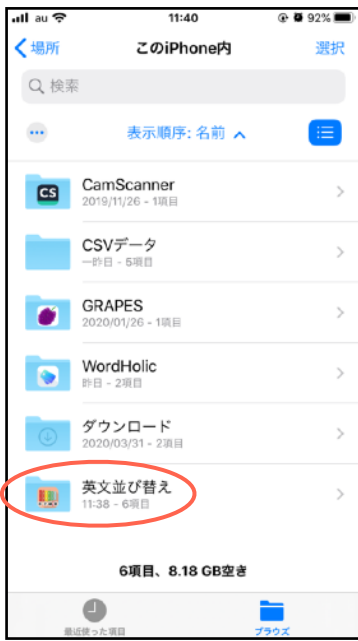 au 11:40 92%
場所 このiPhone内 選択
検索
表示順序: 名前
CS CamScanner
2019/11/26 - 1項目
CSVデータ
一昨日 - 5項目
GRAPES
2020/01/26 - 1項目
WordHolic
昨日 - 2項目
ダウンロード
2020/03/31 - 2項目
英文並び替え
11:38 - 6項目
6項目、8.18 GB空き
最近使った項目 ブラウズ